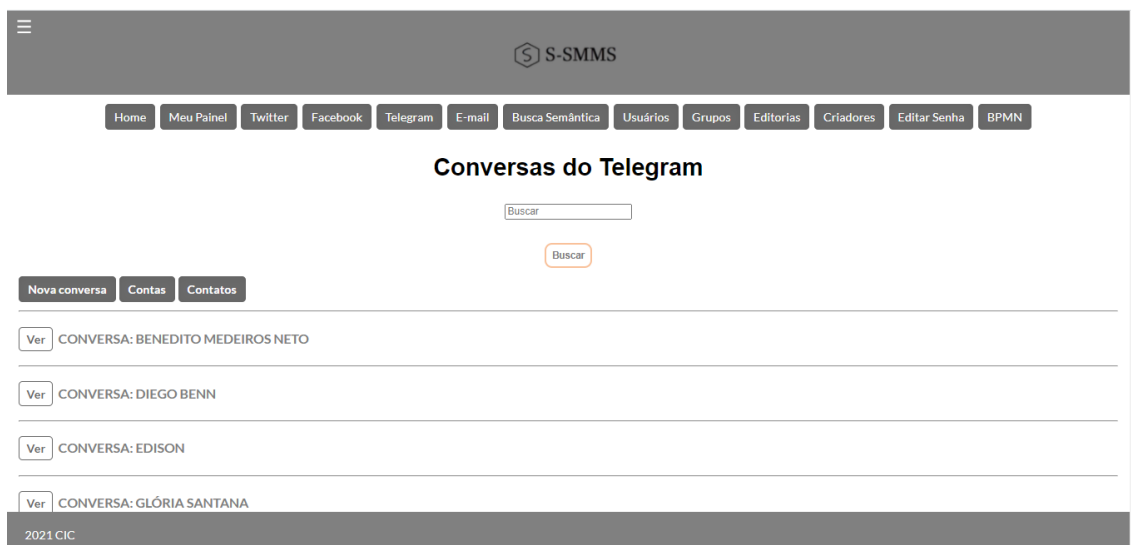 S-SMMS
Home Meu Painel Twitter Facebook Telegram E-mail Busca Semântica Usuários Grupos Editorias Criadores Editar Senha BPMN
Conversas do Telegram
Buscar
Buscar
Nova conversa Contas Contatos
Ver CONVERSA: BENEDITO MEDEIROS NETO
Ver CONVERSA: DIEGO BENN
Ver CONVERSA: EDISON
Ver CONVERSA: GLÓRIA SANTANA
2021 CIC